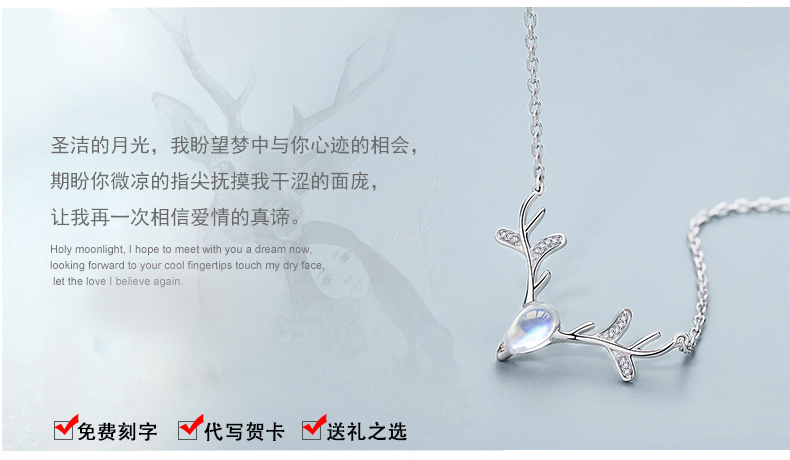 圣洁的月光，我盼望梦中与你心迹的相会，
期盼你微凉的指尖抚摸我干涩的面庞，
让我再一次相信爱情的真谛。
Holy moonlight, I hope to meet with you a dream now,
looking forward to your cool fingertips touch my dry face,
let the love I believe again.
免费刻字 代写贺卡 送礼之选